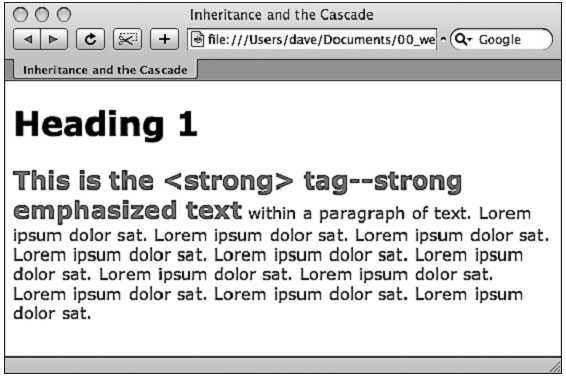 Inheritance and the Cascade
file:///Users/dave/Documents/00_we
Google
Inheritance and the Cascade
Heading 1
This is the <strong> tag--strong
emphasized text within a paragraph of text. Lorem
ipsum dolor sat. Lorem ipsum dolor sat. Lorem ipsum dolor sat.
Lorem ipsum dolor sat. Lorem ipsum dolor sat. Lorem ipsum
dolor sat. Lorem ipsum dolor sat. Lorem ipsum dolor sat.
Lorem ipsum dolor sat. Lorem ipsum dolor sat. Lorem ipsum
dolor sat.